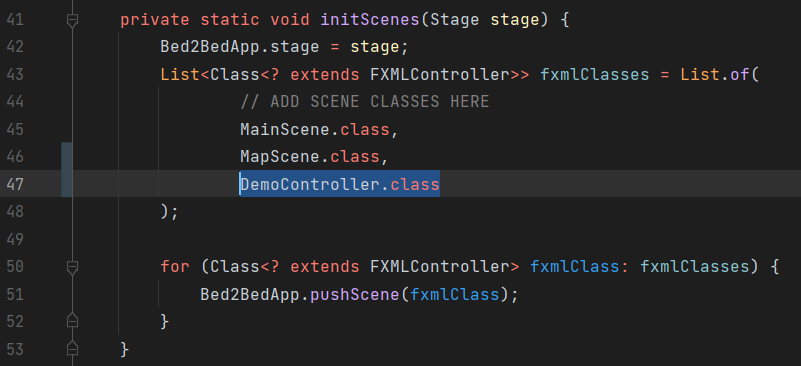 41 private static void initScenes(Stage stage) {
42 Bed2BedApp.stage = stage;
43 List<Class<? extends FXMLController>> fxmlClasses = List.of(
44 // ADD SCENE CLASSES HERE
45 MainScene.class,
46 MapScene.class,
47 DemoController.class
48 );
49
50 for (Class<? extends FXMLController> fxmlClass: fxmlClasses) {
51 Bed2BedApp.pushScene(fxmlClass);
52 }
53 }